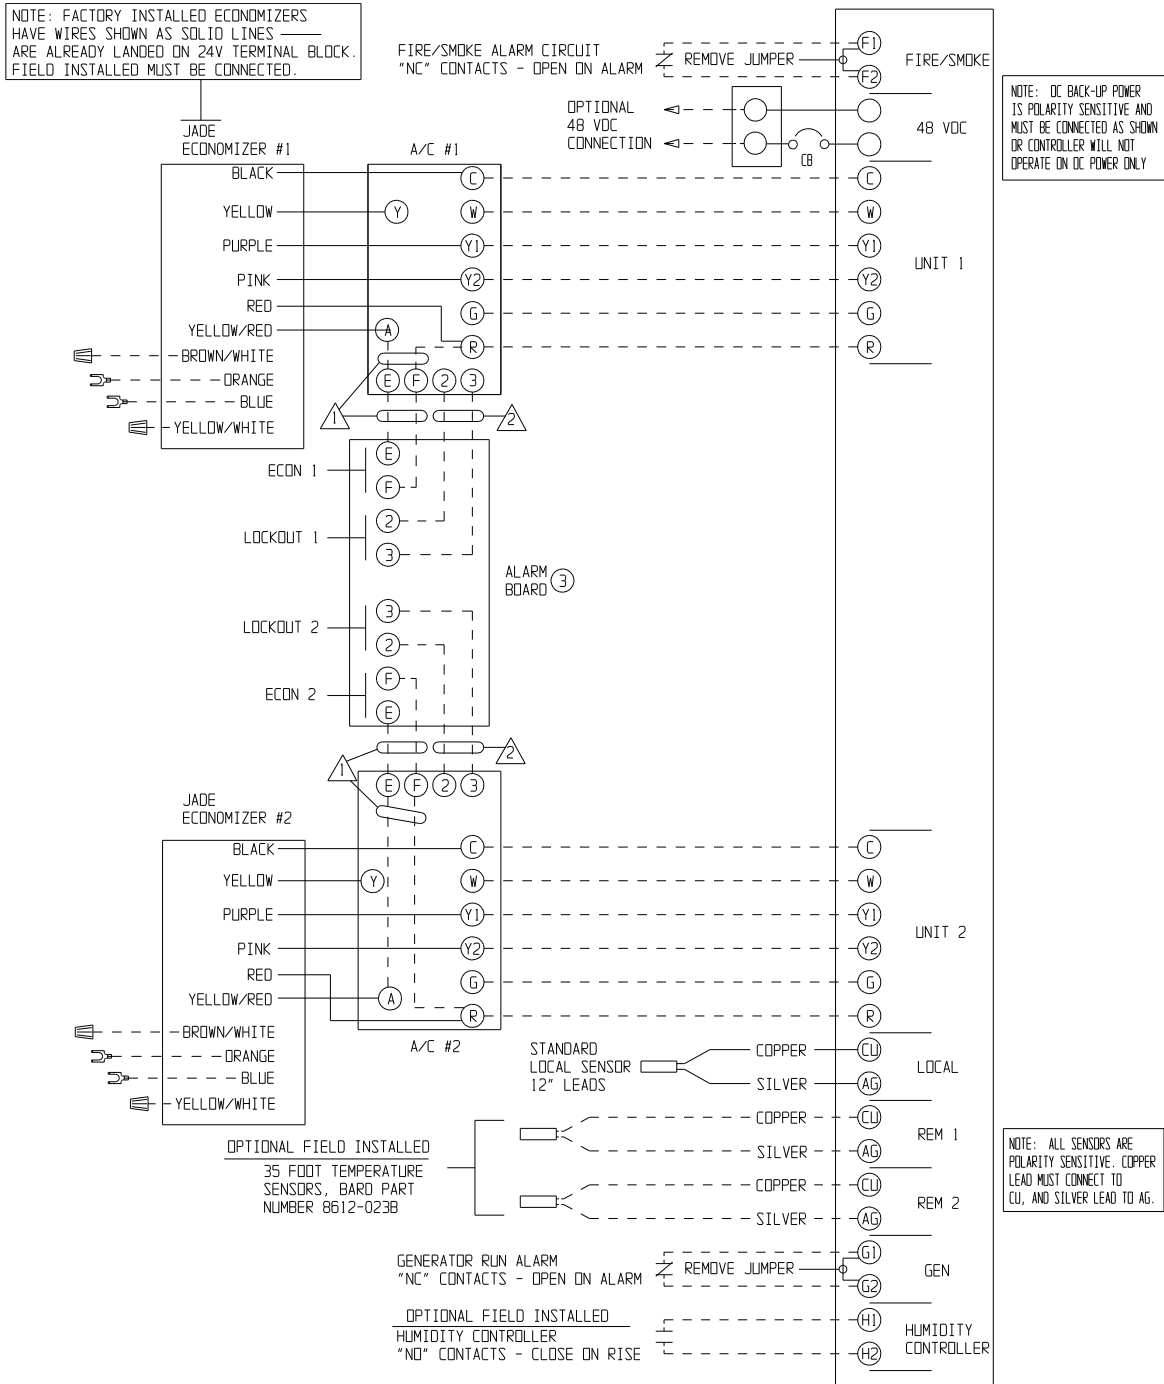 NOTE: FACTORY INSTALLED ECONOMIZERS
HAVE WIRES SHOWN AS SOLID LINES
ARE ALREADY LANDED ON 24V TERMINAL BLOCK.
FIELD INSTALLED MUST BE CONNECTED.
FIRE/SMOKE ALARM CIRCUIT
"NC" CONTACTS - OPEN ON ALARM
REMOVE JUMPER
F1
F2
FIRE/SMOKE
OPTIONAL
48 VDC
CONNECTION
CB
48 VDC
NOTE: DC BACK-UP POWER
IS POLARITY SENSITIVE AND
MUST BE CONNECTED AS SHOWN
OR CONTROLLER WILL NOT
OPERATE ON DC POWER ONLY
JADE
ECONOMIZER #1
BLACK
YELLOW
PURPLE
PINK
RED
YELLOW/RED
BROWN/WHITE
ORANGE
BLUE
YELLOW/WHITE
A/C #1
C
Y
W
Y1
Y2
G
A
R
E
F
2
3
C
W
Y1
Y2
G
R
UNIT 1
1
2
ECON 1
E
F
LOCKOUT 1
2
3
ALARM
BOARD
3
LOCKOUT 2
3
2
ECON 2
F
E
1
2
E
F
2
3
JADE
ECONOMIZER #2
BLACK
YELLOW
PURPLE
PINK
RED
YELLOW/RED
BROWN/WHITE
ORANGE
BLUE
YELLOW/WHITE
C
Y
W
Y1
Y2
G
A
R
A/C #2
C
W
Y1
Y2
G
R
UNIT 2
STANDARD
LOCAL SENSOR
12" LEADS
COPPER
SILVER
CU
AG
LOCAL
OPTIONAL FIELD INSTALLED
35 FOOT TEMPERATURE
SENSORS, BARD PART
NUMBER 8612-023B
COPPER
SILVER
CU
AG
REM 1
COPPER
SILVER
CU
AG
REM 2
NOTE: ALL SENSORS ARE
POLARITY SENSITIVE. COPPER
LEAD MUST CONNECT TO
CU, AND SILVER LEAD TO AG.
GENERATOR RUN ALARM
"NC" CONTACTS - OPEN ON ALARM
REMOVE JUMPER
G1
G2
GEN
OPTIONAL FIELD INSTALLED
HUMIDITY CONTROLLER
"NO" CONTACTS - CLOSE ON RISE
H1
H2
HUMIDITY
CONTROLLER